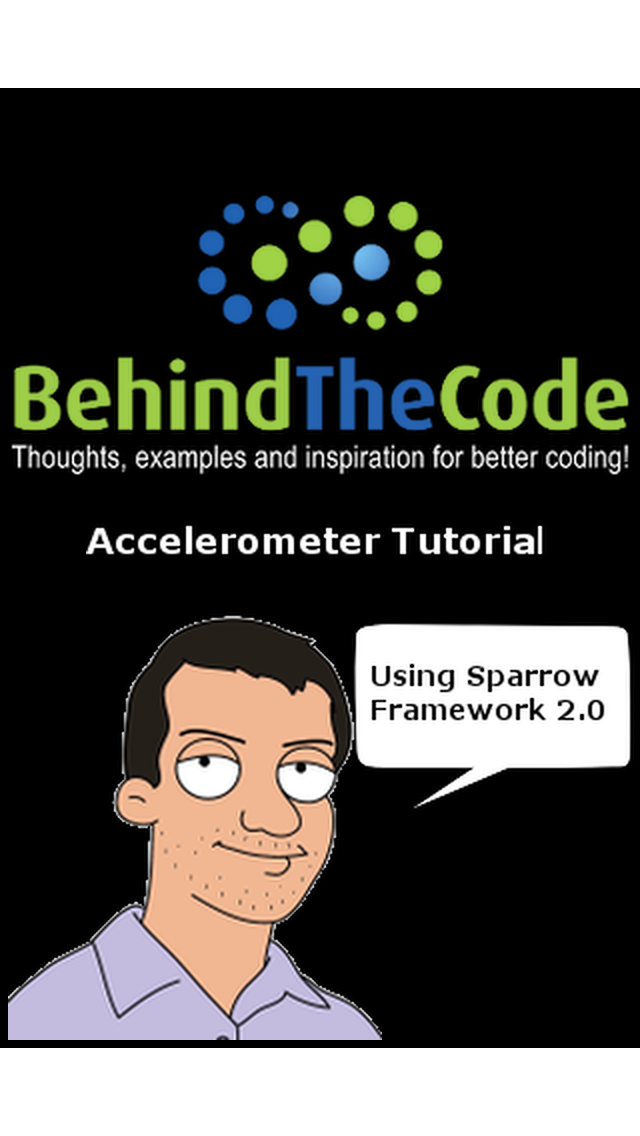 BehindTheCode
Thoughts, examples and inspiration for better coding!
Accelerometer Tutorial
Using Sparrow
Framework 2.0